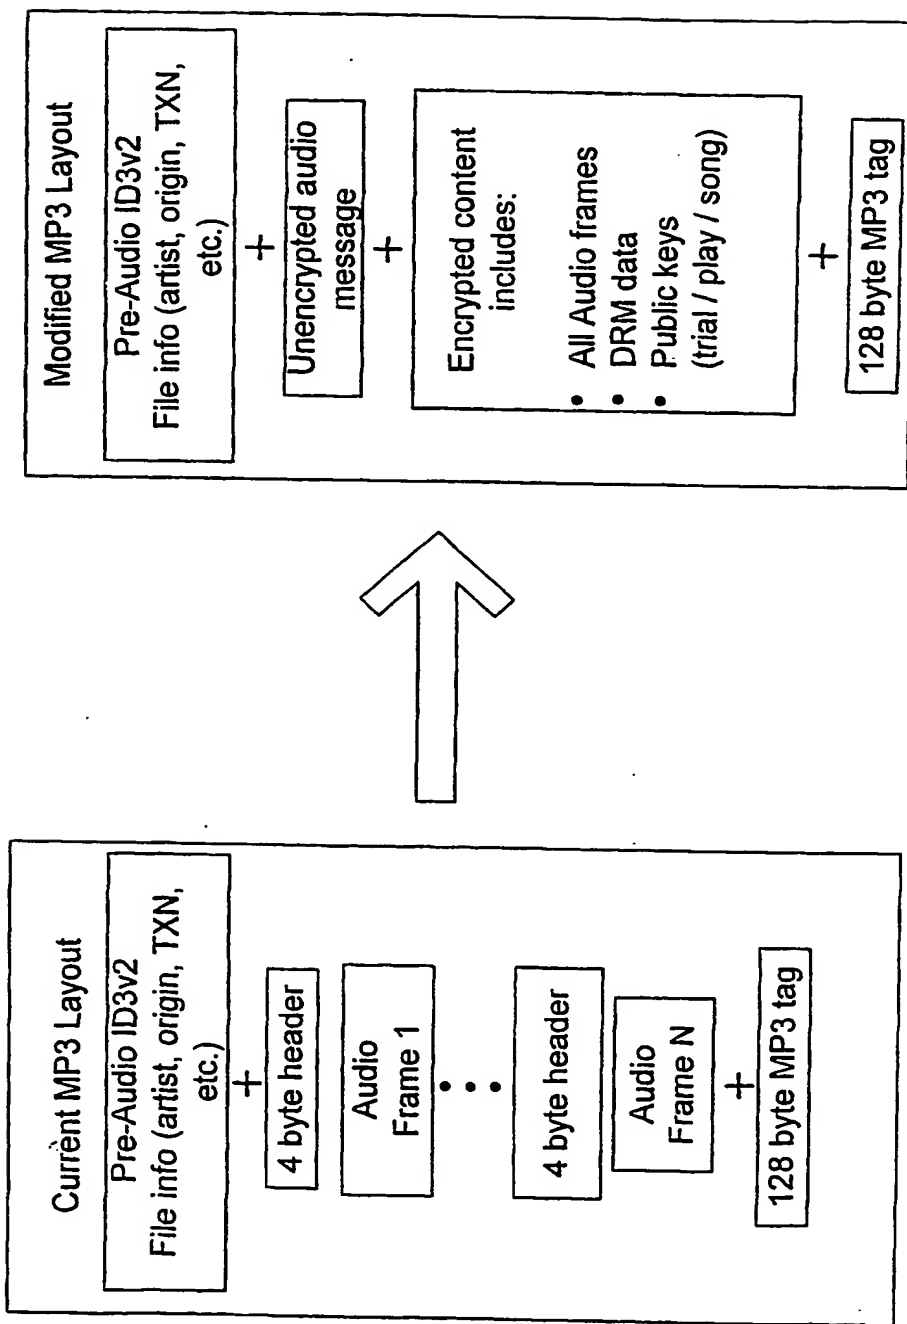 Current MP3 Layout
Pre-Audio ID3v2
File info (artist, origin, TXN,
etc.)
+
4 byte header
Audio
Frame 1
• • •
4 byte header
Audio
Frame N
+
128 byte MP3 tag
Modified MP3 Layout
Pre-Audio ID3v2
File info (artist, origin, TXN,
etc.)
+
Unencrypted audio
message
+
Encrypted content
includes:
• All Audio frames
• DRM data
• Public keys
(trial / play / song)
+
128 byte MP3 tag